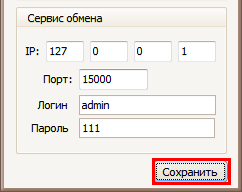 Сервис обмена
IP: 127 0 0 1
Порт: 15000
Логин admin
Пароль 111
Сохранить